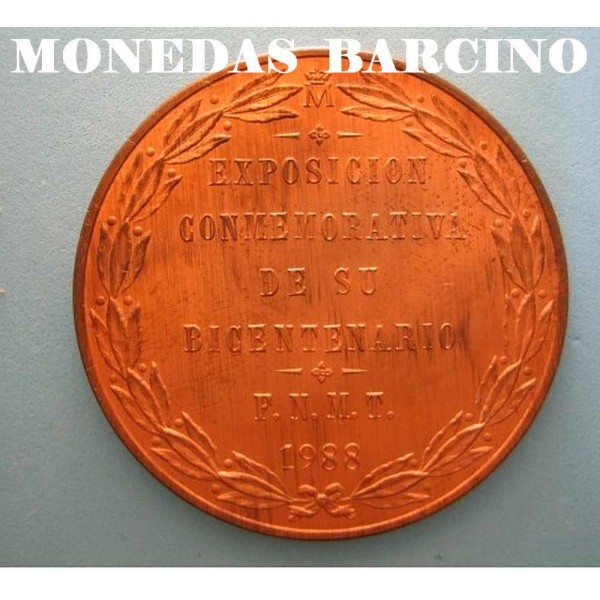 MONEDAS BARCINO
M
EXPOSICION
CONMEMORATIVA
DE SU
BICENTENARIO
F.N.M.T.
1988